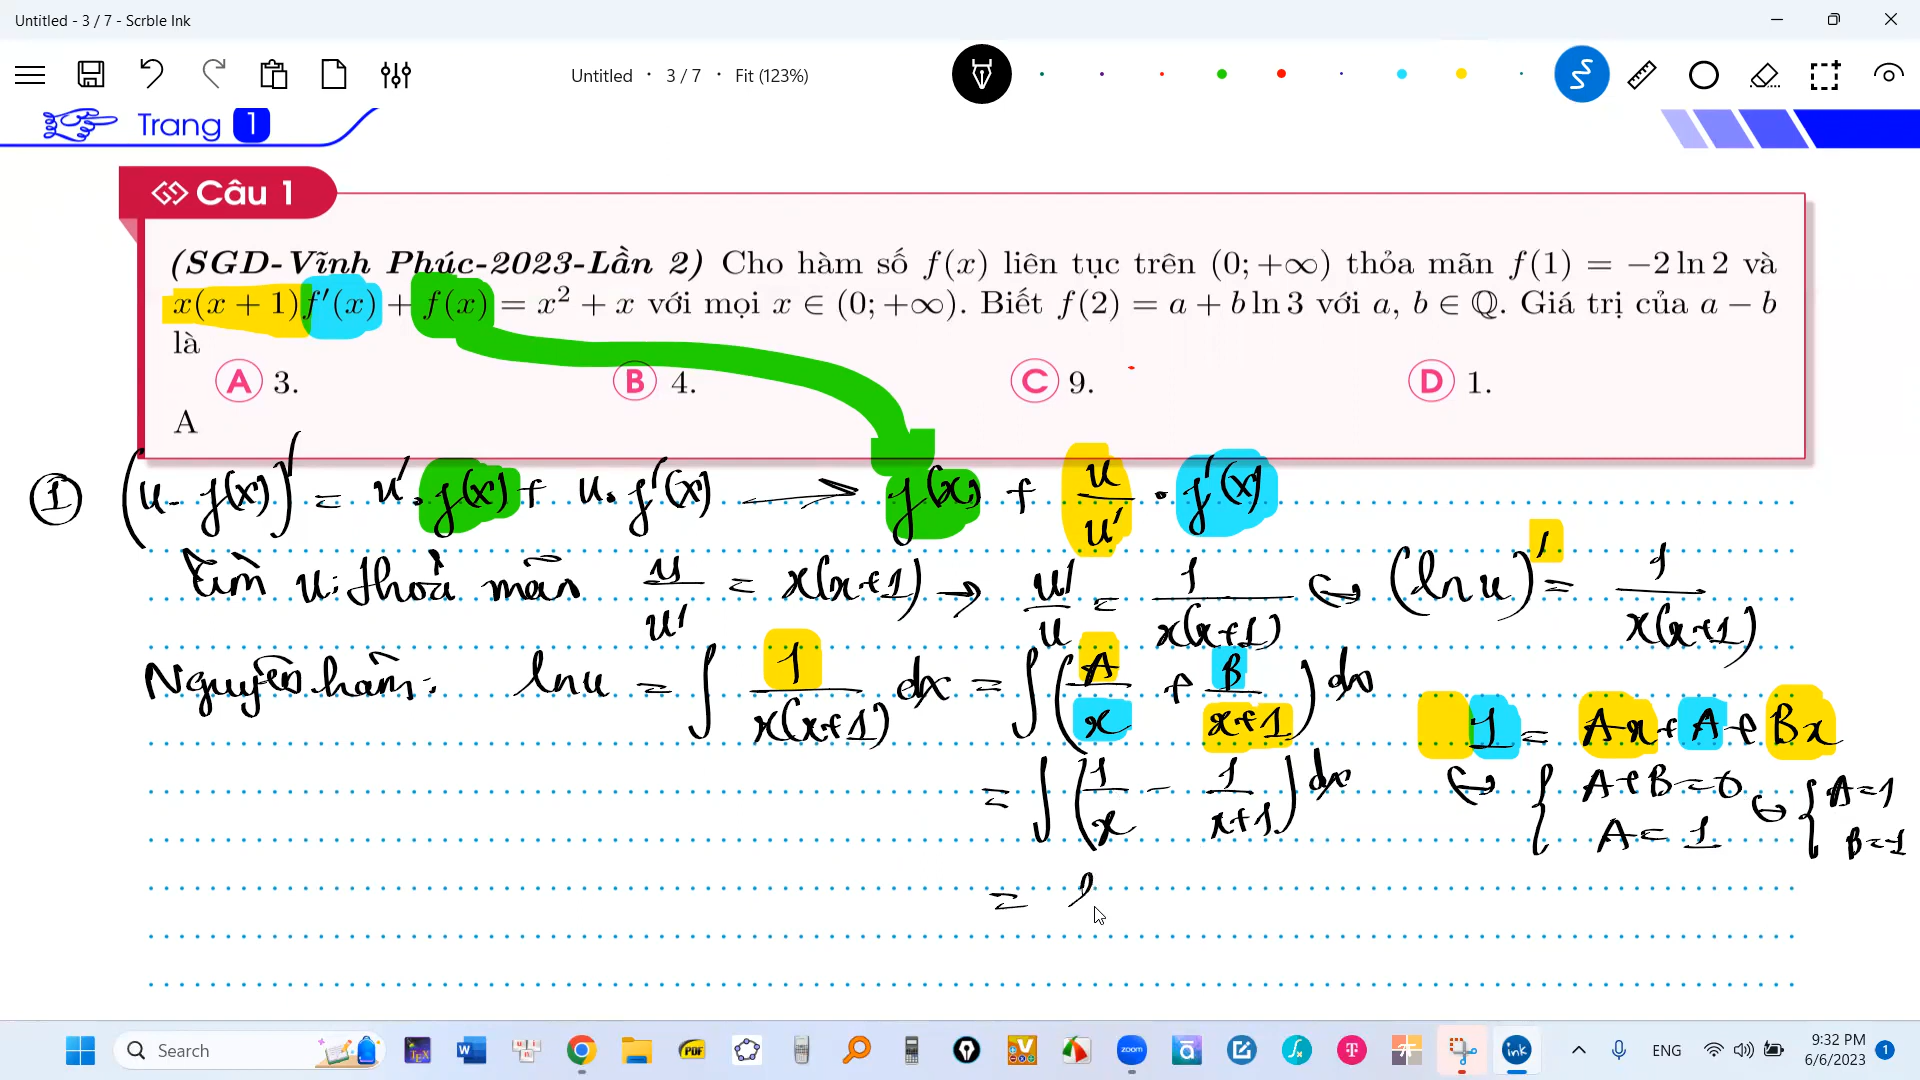 Untitled - 3 / 7 - Scrble Ink
Untitled • 3 / 7 • Fit (123%)
Trang 1
Câu 1
(SGD-Vĩnh Phúc-2023-Lần 2) Cho hàm số f(x) liên tục trên (0; +∞) thỏa mãn f(1) = −2 ln 2 và
x(x + 1)f′(x) + f(x) = x² + x với mọi x ∈ (0; +∞). Biết f(2) = a + b ln 3 với a, b ∈ ℚ. Giá trị của a − b
là
A 3. B 4. C 9. D 1.
A
① (u. f(x))′ = u′. f(x) + u. f′(x) ⟶ f(x) + u/u′ . f′(x)
Tìm u: thoả mãn u/u′ = x(x+1) → u′/u = 1/(x(x+1)) ↔ (ln u)′ = 1/(x(x+1))
Nguyên hàm: ln u = ∫ 1/(x(x+1)) dx = ∫ (A/x + B/(x+1)) dx
1 = Ax + A + Bx
= ∫ (1/x − 1/(x+1)) dx ↔ { A+B=0 ↔ { A=1
A = 1 B=-1
=
Search
ENG
9:32 PM
6/6/2023
1